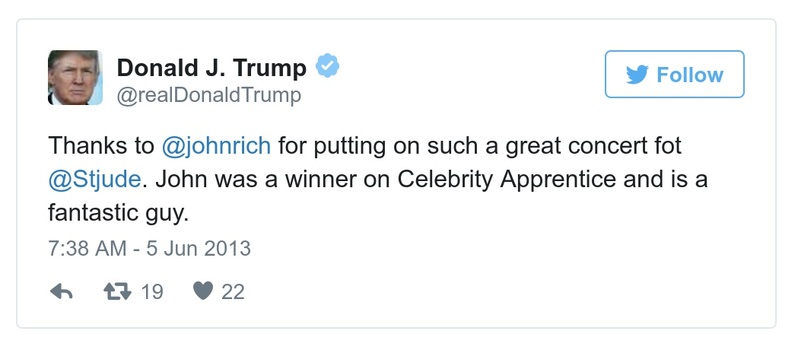 Donald J. Trump
@realDonaldTrump
Follow
Thanks to @johnrich for putting on such a great concert fot
@Stjude. John was a winner on Celebrity Apprentice and is a
fantastic guy.
7:38 AM - 5 Jun 2013
19 22